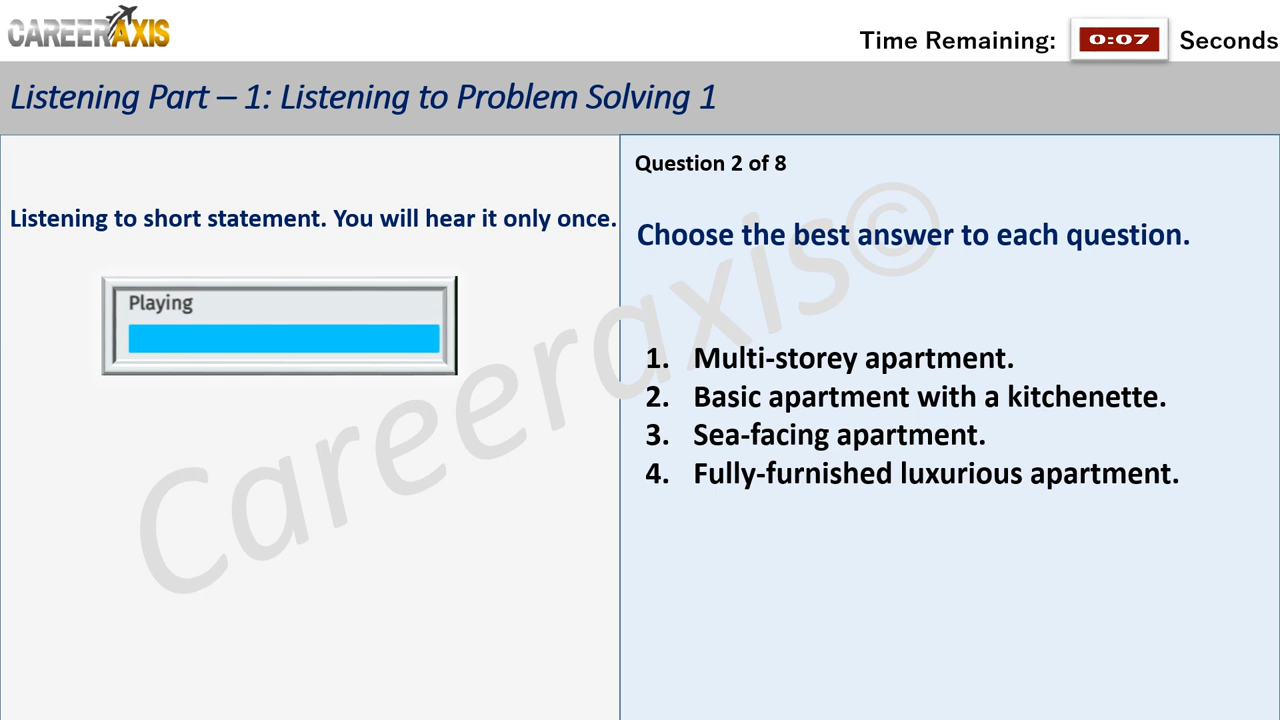 CAREERAXIS
Time Remaining: 0:07 Seconds
Listening Part – 1: Listening to Problem Solving 1
Listening to short statement. You will hear it only once.
Playing
Question 2 of 8
Choose the best answer to each question.
1. Multi-storey apartment.
2. Basic apartment with a kitchenette.
3. Sea-facing apartment.
4. Fully-furnished luxurious apartment.
Careeraxis©